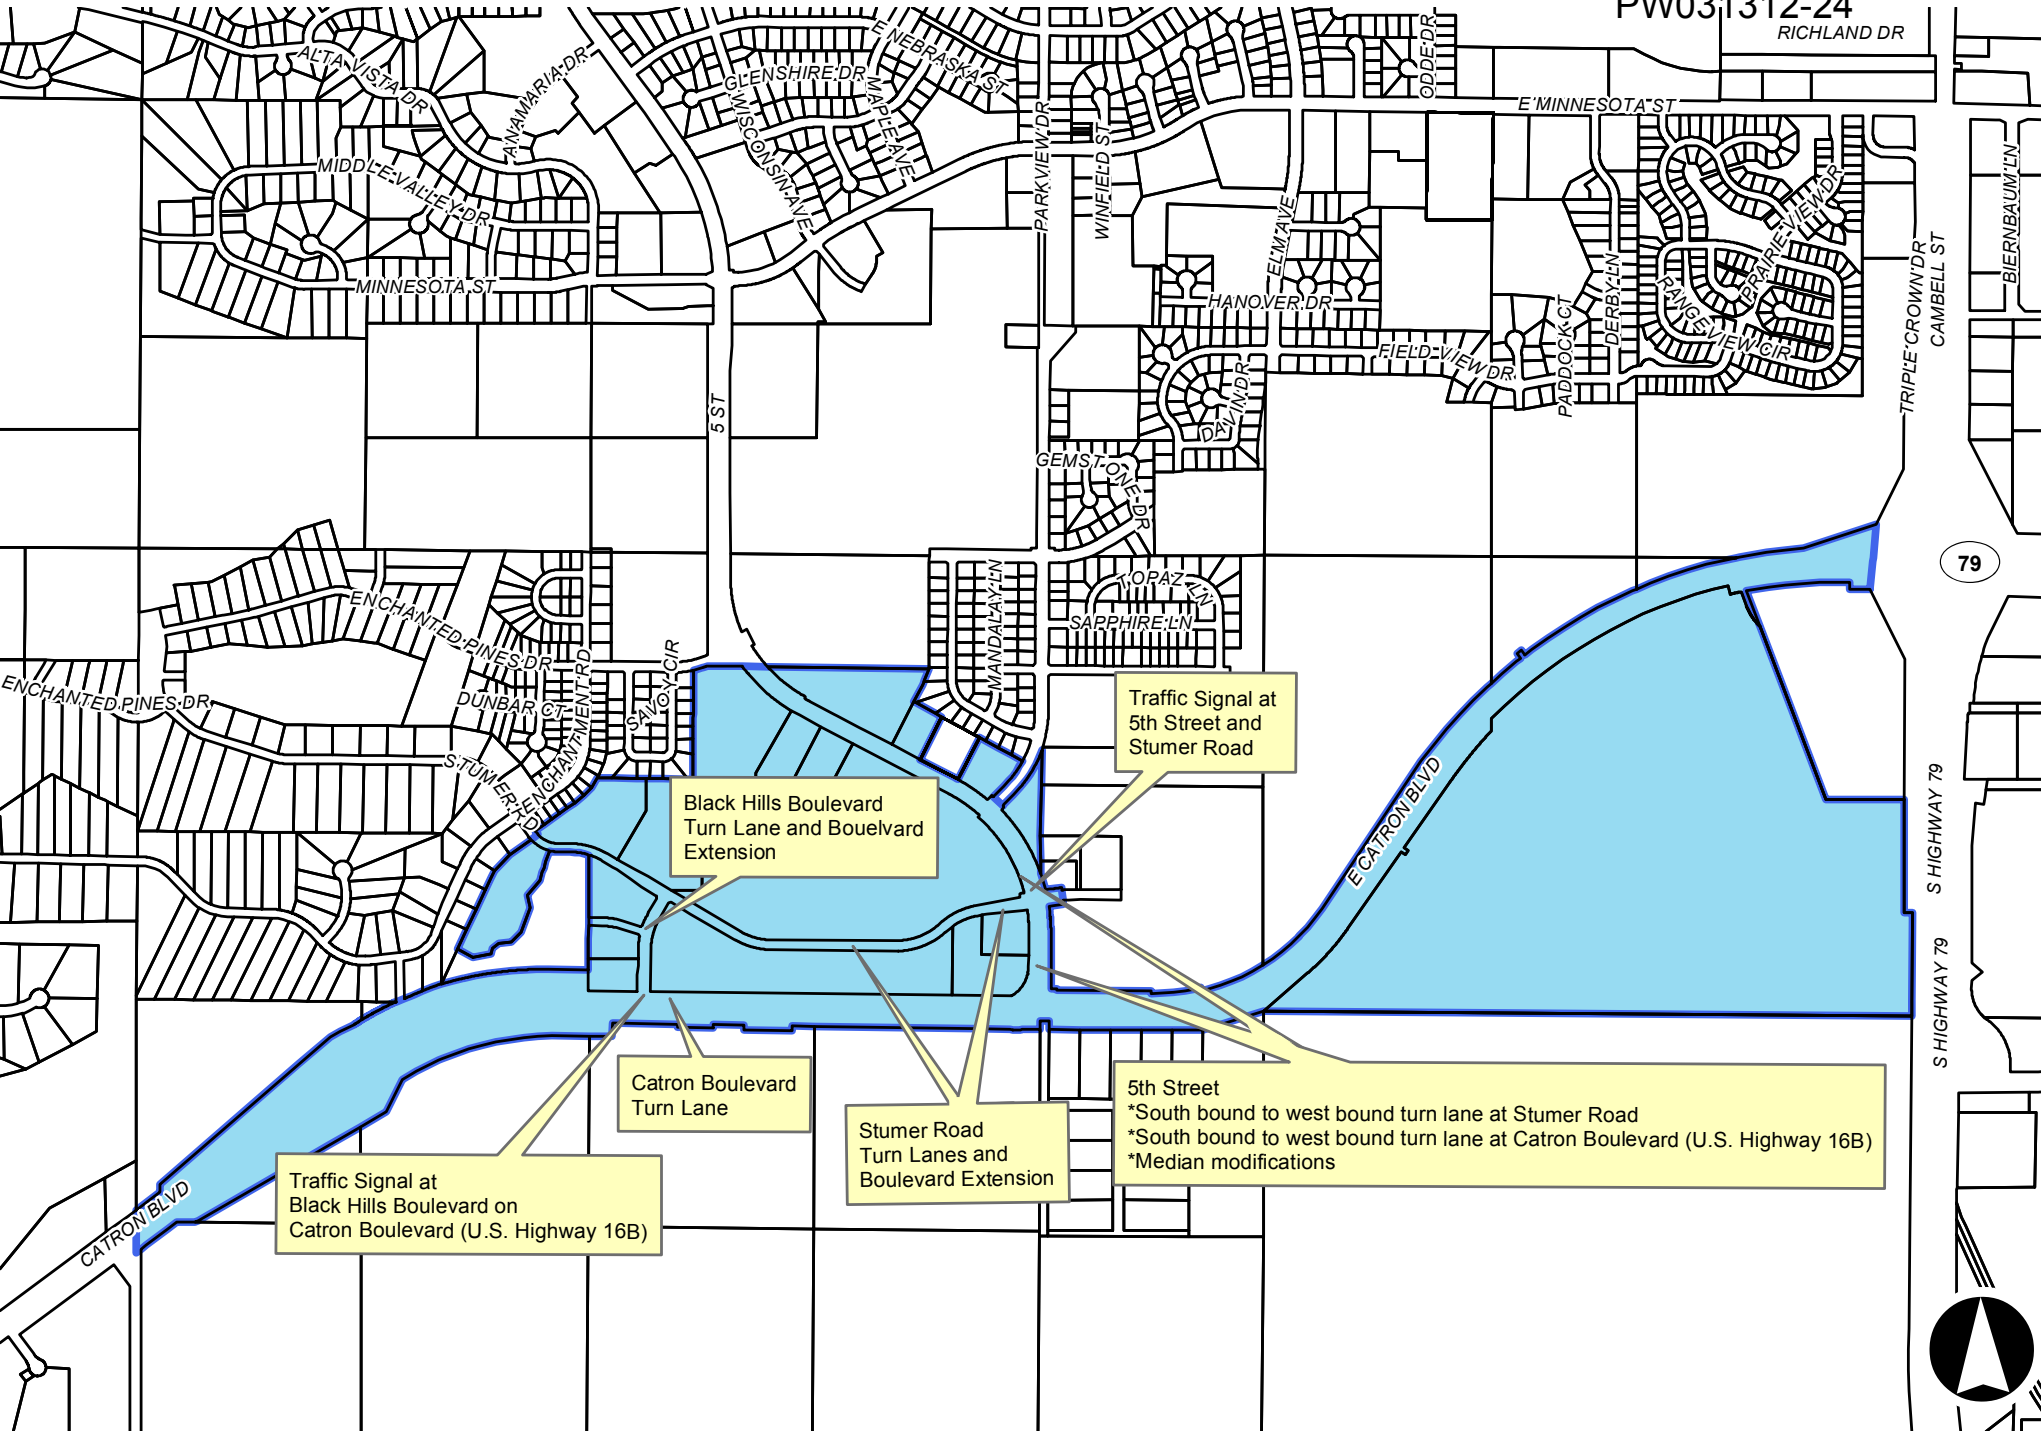 PW031312-24
RICHLAND DR
E NEBRASKA ST
ODDE DR
ALTA VISTA DR
ANAMARIA DR
GLENSHIRE DR
MAPLE AVE
WISCONSIN AVE
E MINNESOTA ST
PARKVIEW DR
WINFIELD ST
MIDDLE VALLEY DR
ELM AVE
PRAIRIE VIEW DR
BIERNBAUM LN
MINNESOTA ST
HANOVER DR
DERBY LN
RANGE VIEW CIR
TRIPLE CROWN DR
CAMBELL ST
FIELD VIEW DR
PADDOCK CT
5 ST
DAVIN DR
GEMSTONE DR
79
ENCHANTED PINES DR
MANDALAY LN
TOPAZ LN
SAPPHIRE LN
ENCHANTED PINES DR
DUNBAR CT
ENCHANTMENT RD
SAVOY CIR
STUMER RD
Traffic Signal at
5th Street and
Stumer Road
Black Hills Boulevard
Turn Lane and Bouelvard
Extension
E CATRON BLVD
S HIGHWAY 79
S HIGHWAY 79
Catron Boulevard
Turn Lane
Stumer Road
Turn Lanes and
Boulevard Extension
5th Street
*South bound to west bound turn lane at Stumer Road
*South bound to west bound turn lane at Catron Boulevard (U.S. Highway 16B)
*Median modifications
Traffic Signal at
Black Hills Boulevard on
Catron Boulevard (U.S. Highway 16B)
CATRON BLVD